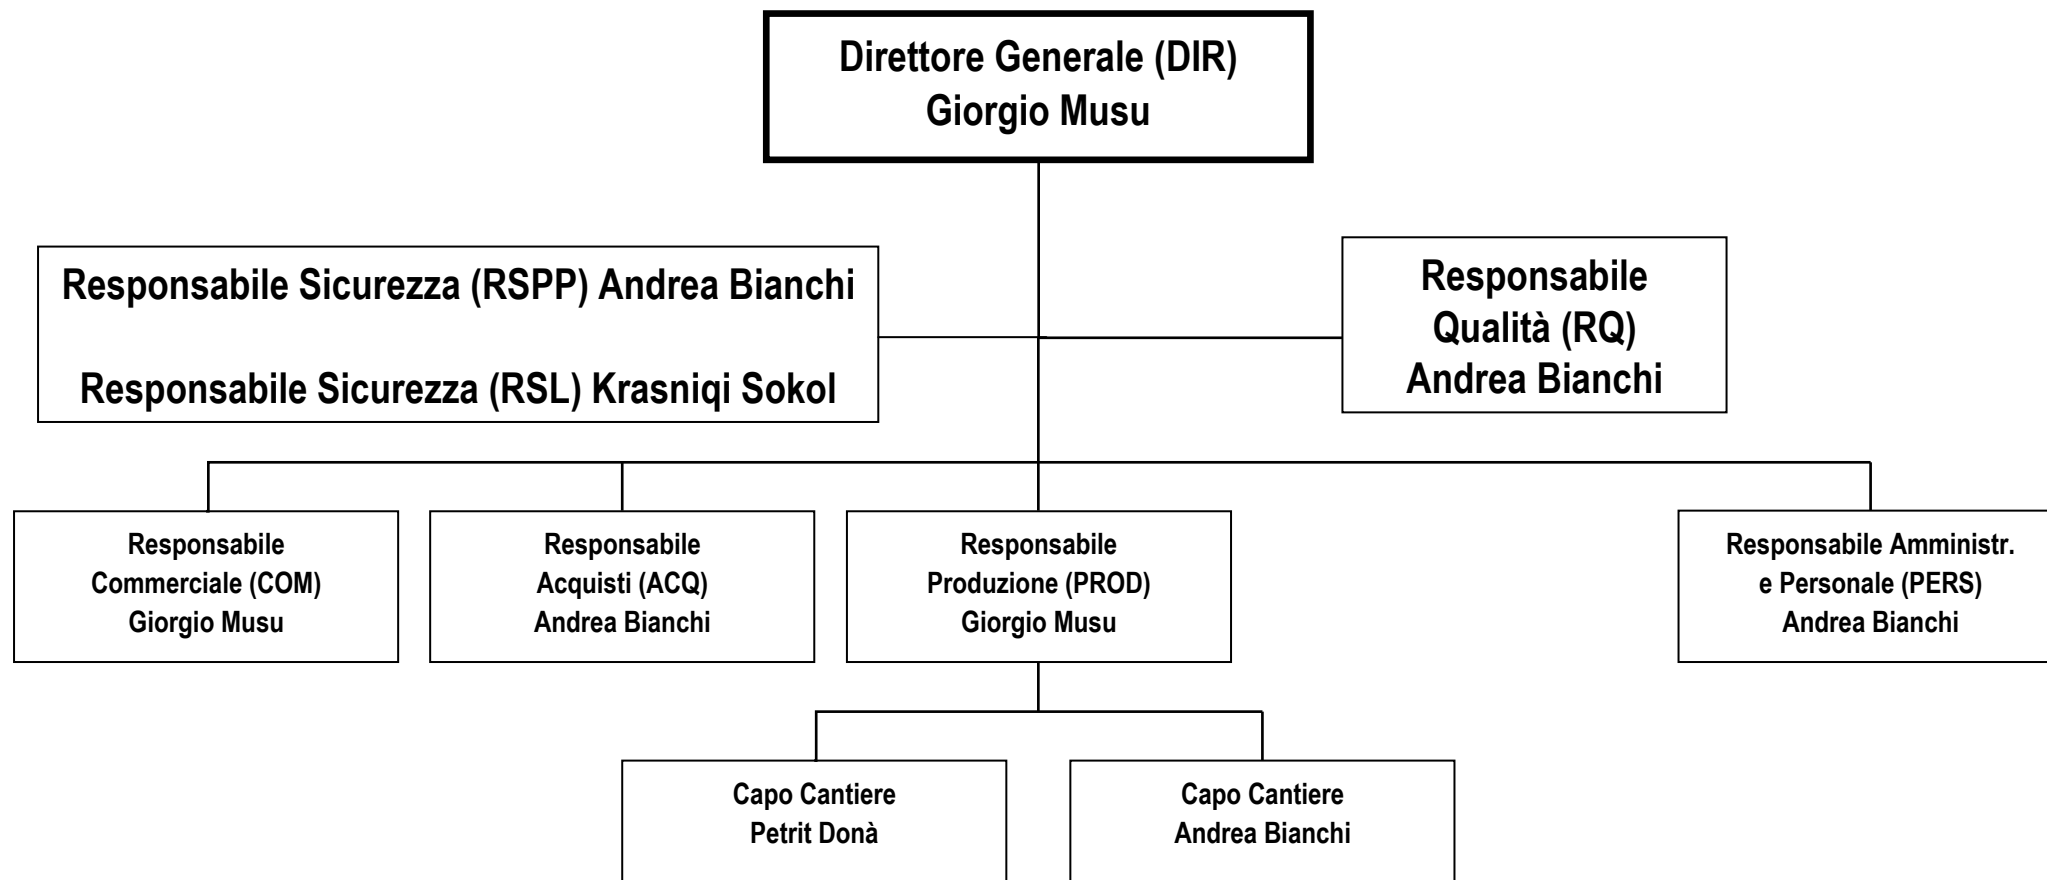 Direttore Generale (DIR)
Giorgio Musu
Responsabile Sicurezza (RSPP) Andrea Bianchi
Responsabile Sicurezza (RSL) Krasniqi Sokol
Responsabile
Qualità (RQ)
Andrea Bianchi
Responsabile
Commerciale (COM)
Giorgio Musu
Responsabile
Acquisti (ACQ)
Andrea Bianchi
Responsabile
Produzione (PROD)
Giorgio Musu
Responsabile Amministr.
e Personale (PERS)
Andrea Bianchi
Capo Cantiere
Petrit Donà
Capo Cantiere
Andrea Bianchi